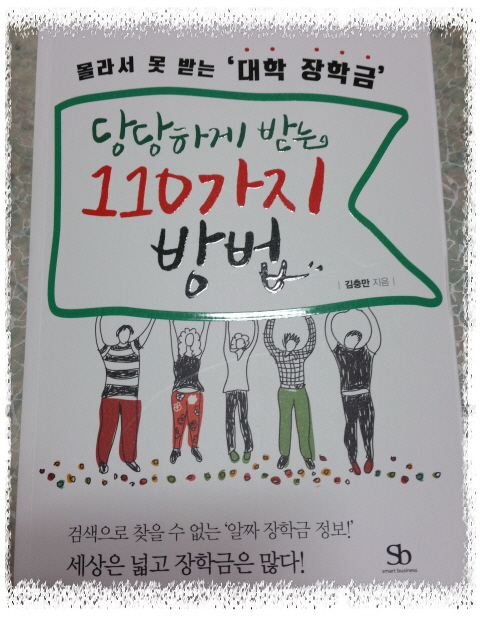 몰라서 못 받는 '대학 장학금'
당당하게 받는
110가지
방법
| 김충만 지음 |
검색으로 찾을 수 없는 '알짜 장학금 정보!'
세상은 넓고 장학금은 많다!
Sb
smart business